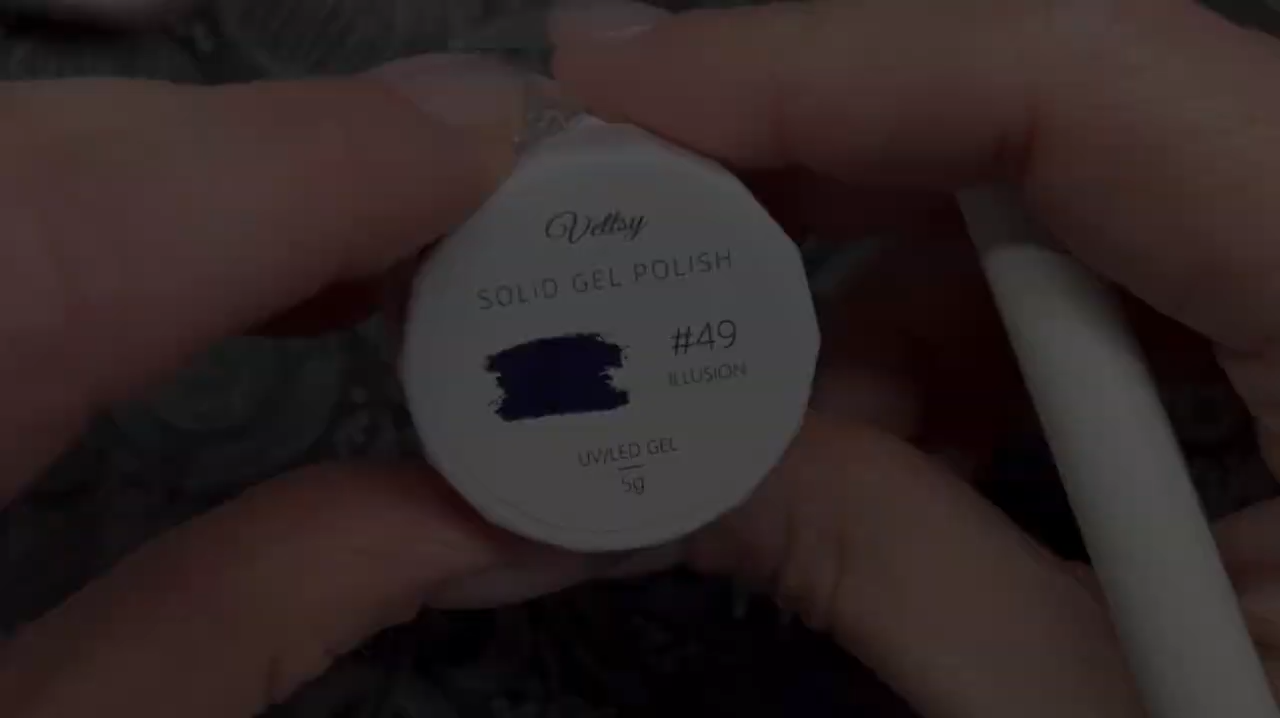 Vettsy
SOLID GEL POLISH
#49
ILLUSION
UV/LED GEL
5g